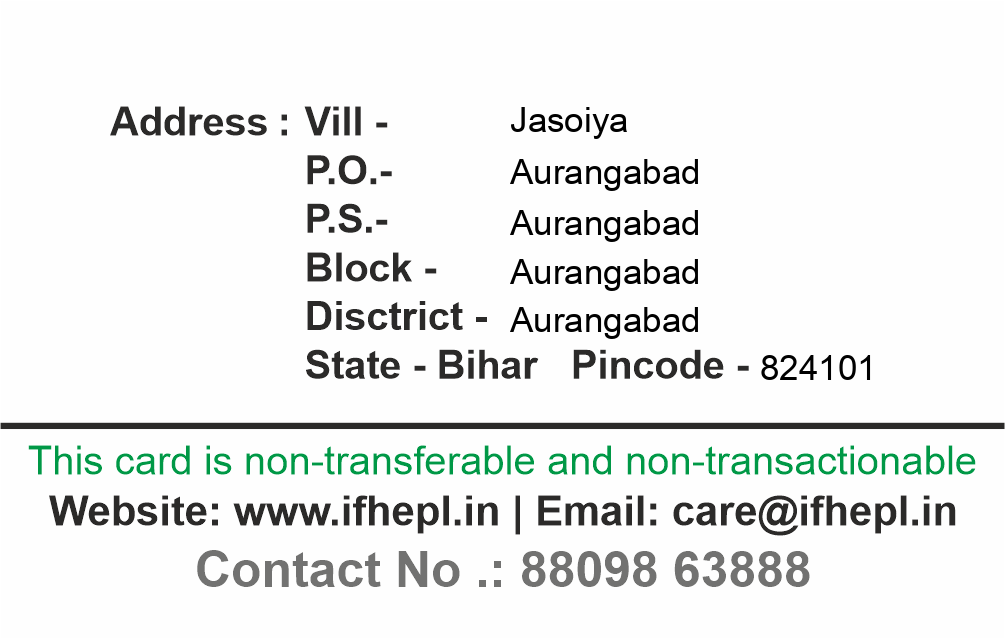 Address : Vill - Jasoiya
P.O.- Aurangabad
P.S.- Aurangabad
Block - Aurangabad
Disctrict - Aurangabad
State - Bihar Pincode - 824101
This card is non-transferable and non-transactionable
Website: www.ifhepl.in | Email: care@ifhepl.in
Contact No .: 88098 63888